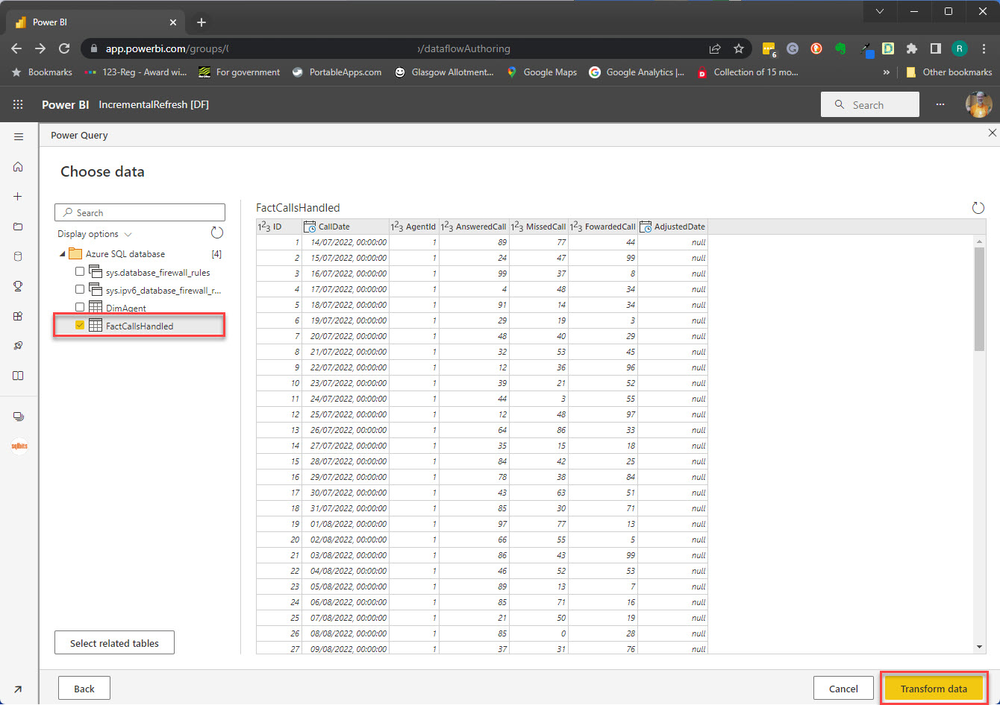 Power BI
app.powerbi.com/groups/( ›/dataflowAuthoring
6
R
Bookmarks 123-Reg - Award wi... For government PortableApps.com Glasgow Allotment... Google Maps Google Analytics |... Collection of 15 mo... » Other bookmarks
Power BI IncrementalRefresh [DF] Search ...
Power Query
Choose data
Search
Display options
Azure SQL database [4]
sys.database_firewall_rules
sys.ipv6_database_firewall_r...
DimAgent
FactCallsHandled
sqlbits
Select related tables
FactCallsHandled
123 ID CallDate 123 AgentId 123 AnsweredCall 123 MissedCall 123 FowardedCall AdjustedDate
1 14/07/2022, 00:00:00 1 89 77 44 null
2 15/07/2022, 00:00:00 1 24 47 99 null
3 16/07/2022, 00:00:00 1 99 37 8 null
4 17/07/2022, 00:00:00 1 4 48 34 null
5 18/07/2022, 00:00:00 1 91 14 34 null
6 19/07/2022, 00:00:00 1 29 19 3 null
7 20/07/2022, 00:00:00 1 48 40 29 null
8 21/07/2022, 00:00:00 1 32 53 45 null
9 22/07/2022, 00:00:00 1 12 36 96 null
10 23/07/2022, 00:00:00 1 39 21 52 null
11 24/07/2022, 00:00:00 1 44 3 55 null
12 25/07/2022, 00:00:00 1 12 48 97 null
13 26/07/2022, 00:00:00 1 64 86 33 null
14 27/07/2022, 00:00:00 1 35 15 18 null
15 28/07/2022, 00:00:00 1 84 42 25 null
16 29/07/2022, 00:00:00 1 78 38 84 null
17 30/07/2022, 00:00:00 1 43 63 51 null
18 31/07/2022, 00:00:00 1 85 30 71 null
19 01/08/2022, 00:00:00 1 97 77 13 null
20 02/08/2022, 00:00:00 1 66 55 5 null
21 03/08/2022, 00:00:00 1 86 43 99 null
22 04/08/2022, 00:00:00 1 46 52 53 null
23 05/08/2022, 00:00:00 1 89 13 7 null
24 06/08/2022, 00:00:00 1 85 71 16 null
25 07/08/2022, 00:00:00 1 21 50 19 null
26 08/08/2022, 00:00:00 1 85 0 28 null
27 09/08/2022, 00:00:00 1 37 31 76 null
Back Cancel Transform data